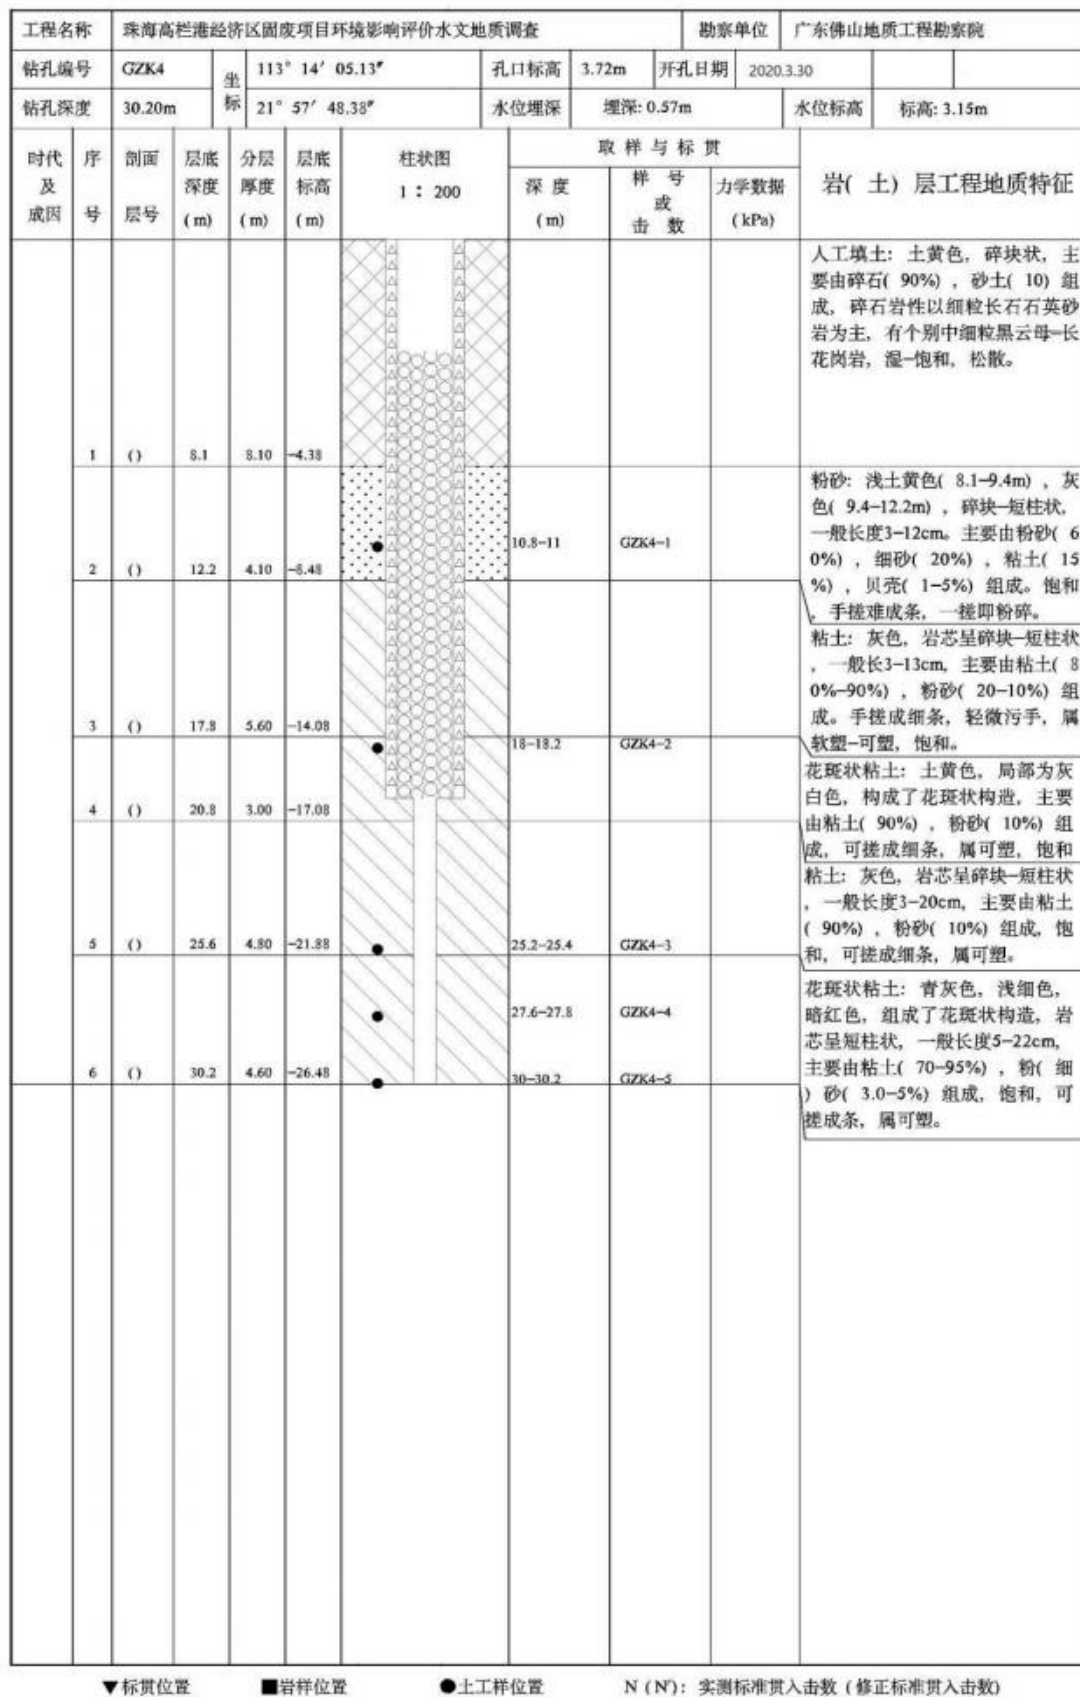 工程名称 珠海高栏港经济区固废项目环境影响评价水文地质调查 勘察单位 广东佛山地质工程勘察院
钻孔编号 GZK4 坐标 113° 14′ 05.13″ 孔口标高 3.72m 开孔日期 2020.3.30
钻孔深度 30.20m 21° 57′ 48.38″ 水位埋深 埋深: 0.57m 水位标高 标高: 3.15m
时代及成因 序号 剖面层号 层底深度(m) 分层厚度(m) 层底标高(m) 柱状图 1:200 取样与标贯 深度(m) 样号或击数 力学数据(kPa) 岩(土)层工程地质特征
人工填土: 土黄色, 碎块状, 主
要由碎石( 90%) , 砂土( 10) 组
成, 碎石岩性以细粒长石石英砂
岩为主, 有个别中细粒黑云母-长
花岗岩, 湿-饱和, 松散。
1 () 8.1 8.10 -4.38
粉砂: 浅土黄色( 8.1-9.4m) , 灰
色( 9.4-12.2m) , 碎块-短柱状,
一般长度3-12cm。主要由粉砂( 6
0%) , 细砂( 20%) , 粘土( 15
%) , 贝壳( 1-5%) 组成。饱和
, 手搓难成条, 一搓即粉碎。
10.8-11 GZK4-1
2 () 12.2 4.10 -8.48
粘土: 灰色, 岩芯呈碎块-短柱状
, 一般长3-13cm, 主要由粘土( 8
0%-90%) , 粉砂( 20-10%) 组
成。手搓成细条, 轻微污手, 属
软塑-可塑, 饱和。
3 () 17.8 5.60 -14.08
18-18.2 GZK4-2
花斑状粘土: 土黄色, 局部为灰
白色, 构成了花斑状构造, 主要
由粘土( 90%) , 粉砂( 10%) 组
成, 可搓成细条, 属可塑, 饱和
4 () 20.8 3.00 -17.08
粘土: 灰色, 岩芯呈碎块-短柱状
, 一般长度3-20cm, 主要由粘土
( 90%) , 粉砂( 10%) 组成, 饱
和, 可搓成细条, 属可塑。
5 () 25.6 4.80 -21.88 25.2-25.4 GZK4-3
花斑状粘土: 青灰色, 浅细色,
暗红色, 组成了花斑状构造, 岩
芯呈短柱状, 一般长度5-22cm,
主要由粘土( 70-95%) , 粉( 细
) 砂( 3.0-5%) 组成, 饱和, 可
搓成条, 属可塑。
27.6-27.8 GZK4-4
6 () 30.2 4.60 -26.48 30-30.2 GZK4-5
▼标贯位置 ■岩样位置 ●土工样位置 N (N′): 实测标准贯入击数 (修正标准贯入击数)